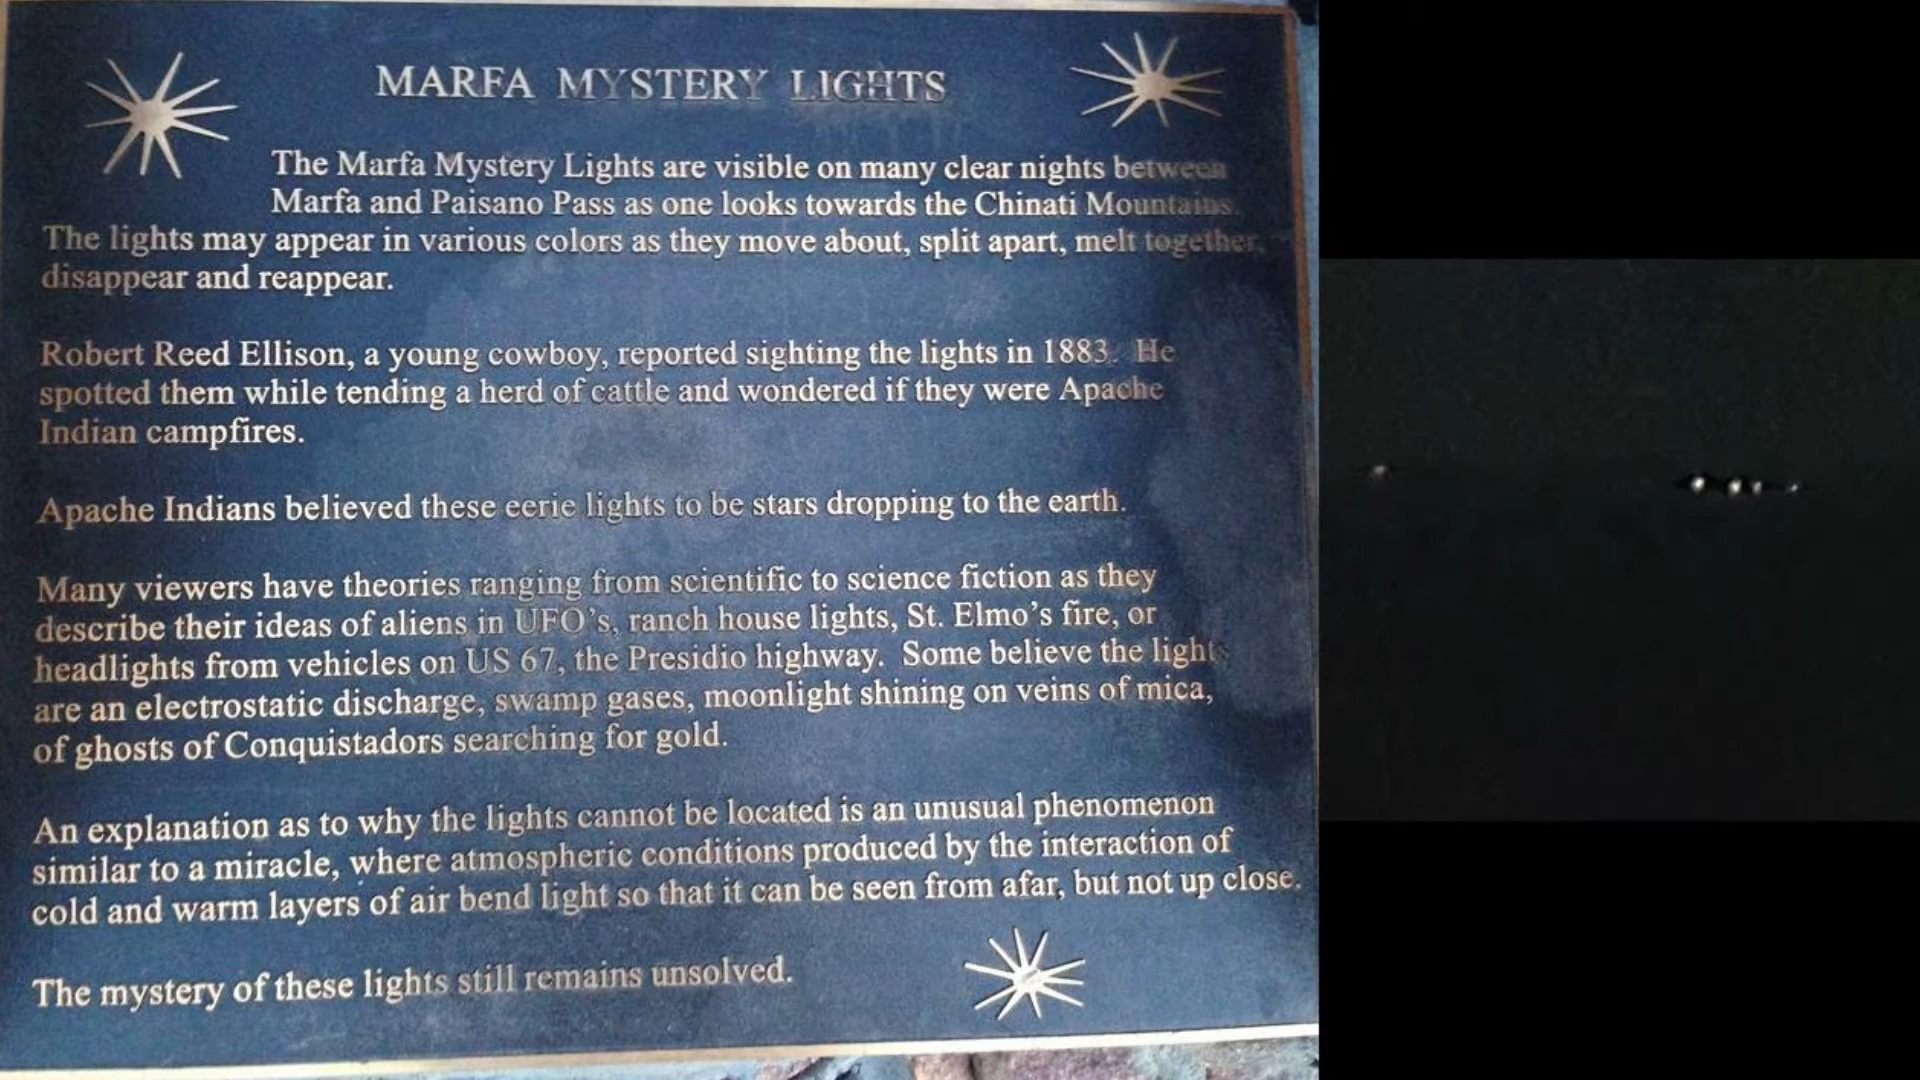 MARFA MYSTERY LIGHTS
The Marfa Mystery Lights are visible on many clear nights between
Marfa and Paisano Pass as one looks towards the Chinati Mountains.
The lights may appear in various colors as they move about, split apart, melt together,
disappear and reappear.
Robert Reed Ellison, a young cowboy, reported sighting the lights in 1883. He
spotted them while tending a herd of cattle and wondered if they were Apache
Indian campfires.
Apache Indians believed these eerie lights to be stars dropping to the earth.
Many viewers have theories ranging from scientific to science fiction as they
describe their ideas of aliens in UFO's, ranch house lights, St. Elmo's fire, or
headlights from vehicles on US 67, the Presidio highway. Some believe the lights
are an electrostatic discharge, swamp gases, moonlight shining on veins of mica,
of ghosts of Conquistadors searching for gold.
An explanation as to why the lights cannot be located is an unusual phenomenon
similar to a miracle, where atmospheric conditions produced by the interaction of
cold and warm layers of air bend light so that it can be seen from afar, but not up close.
The mystery of these lights still remains unsolved.